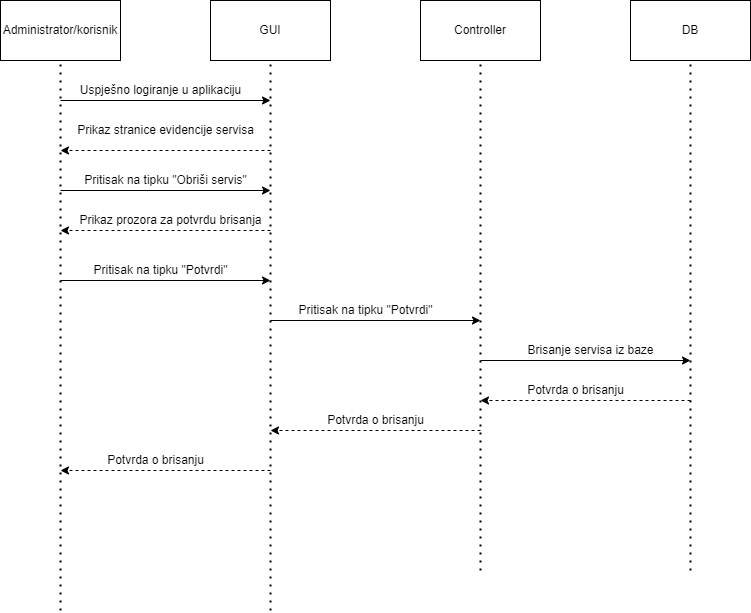 Administrator/korisnik
GUI
Controller
DB
Uspješno logiranje u aplikaciju
Prikaz stranice evidencije servisa
Pritisak na tipku "Obriši servis"
Prikaz prozora za potvrdu brisanja
Pritisak na tipku "Potvrdi"
Pritisak na tipku "Potvrdi"
Brisanje servisa iz baze
Potvrda o brisanju
Potvrda o brisanju
Potvrda o brisanju